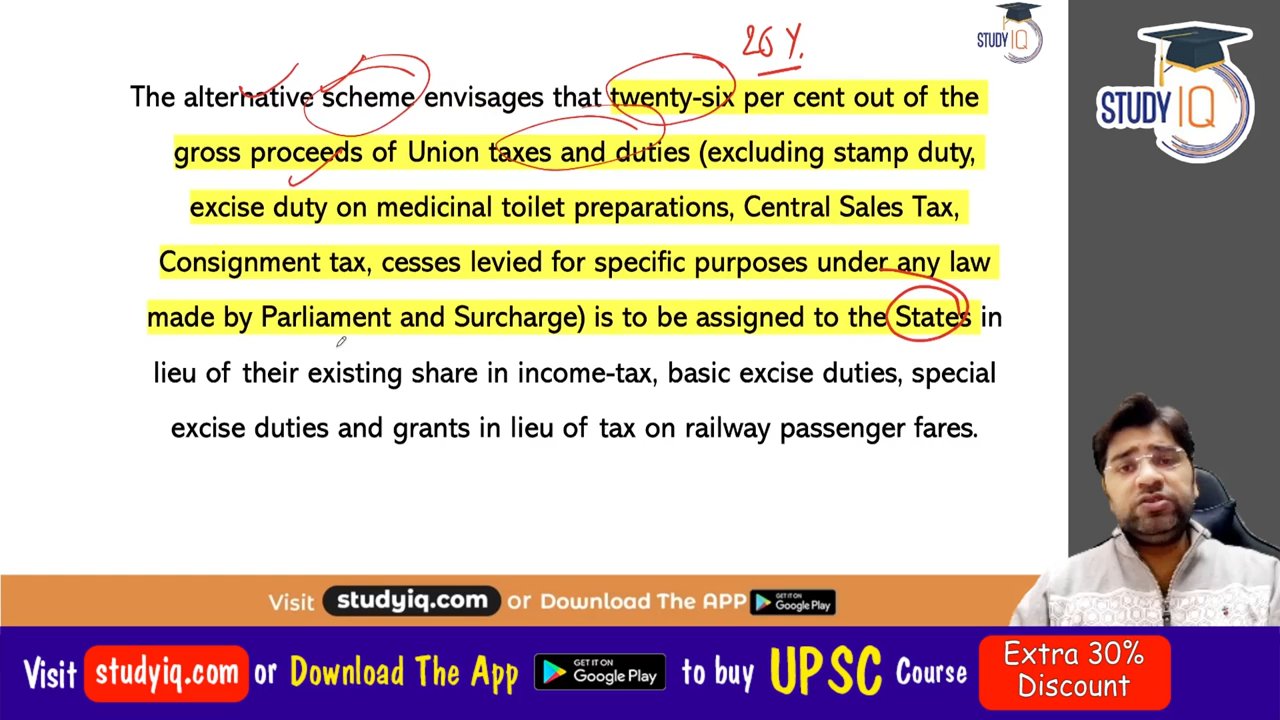 26 %
STUDY IQ
STUDY IQ
The alternative scheme envisages that twenty-six per cent out of the
gross proceeds of Union taxes and duties (excluding stamp duty,
excise duty on medicinal toilet preparations, Central Sales Tax,
Consignment tax, cesses levied for specific purposes under any law
made by Parliament and Surcharge) is to be assigned to the States in
lieu of their existing share in income-tax, basic excise duties, special
excise duties and grants in lieu of tax on railway passenger fares.
Visit studyiq.com or Download The APP GET IT ON Google Play
Visit studyiq.com or Download The App GET IT ON Google Play to buy UPSC Course
Extra 30%
Discount